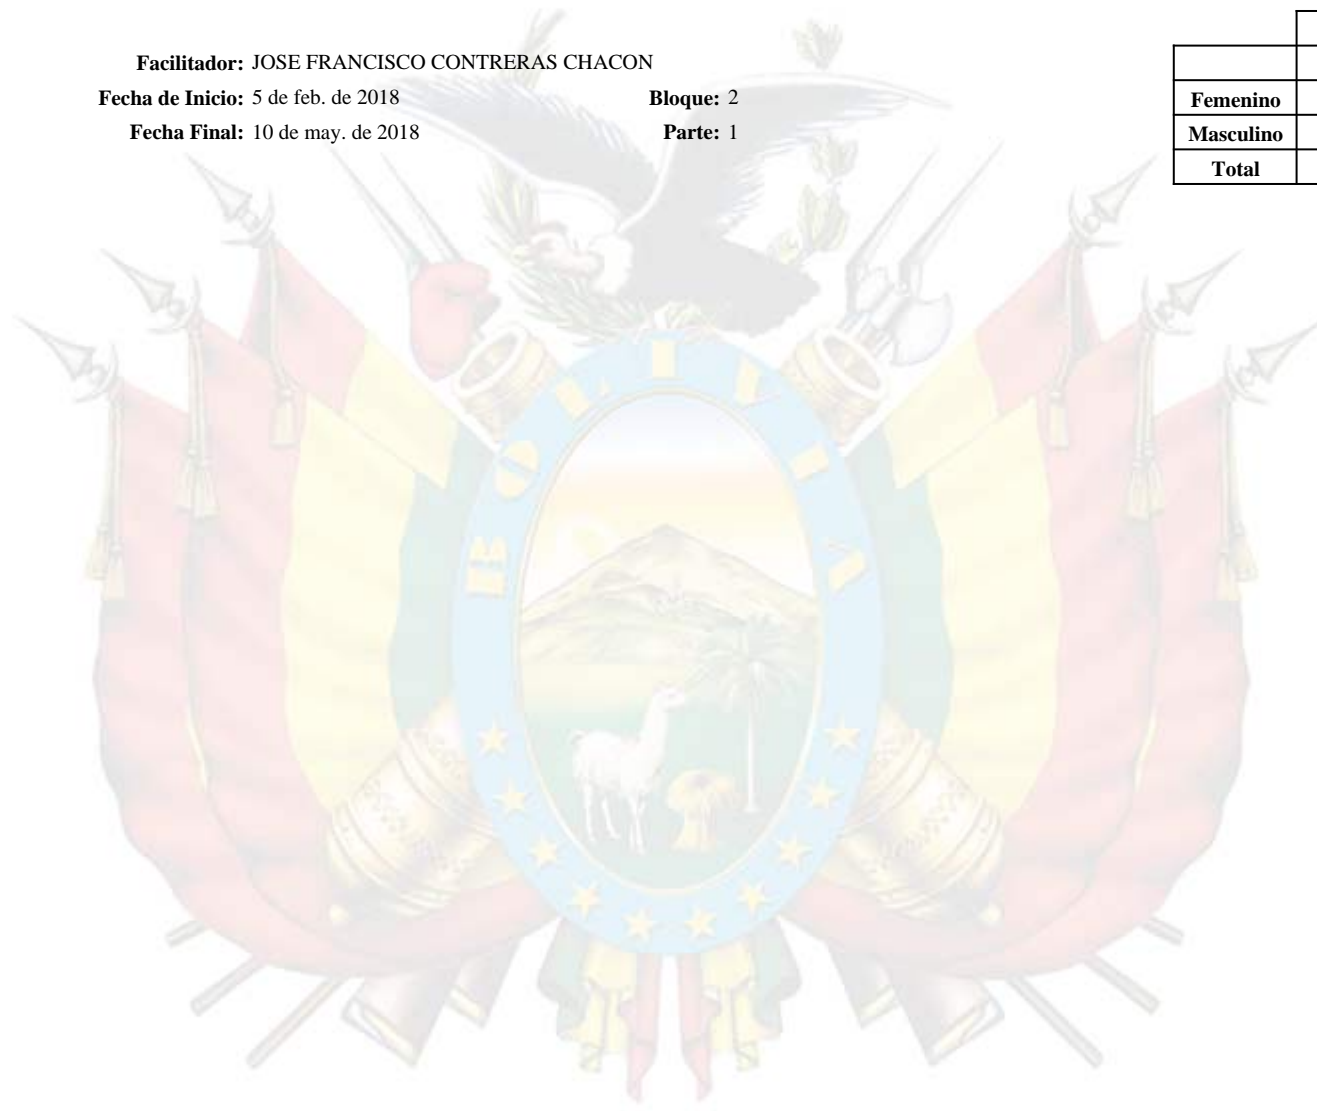 Facilitador: JOSE FRANCISCO CONTRERAS CHACON
Fecha de Inicio: 5 de feb. de 2018 Bloque: 2
Fecha Final: 10 de may. de 2018 Parte: 1
Femenino
Masculino
Total
BOLIVIA